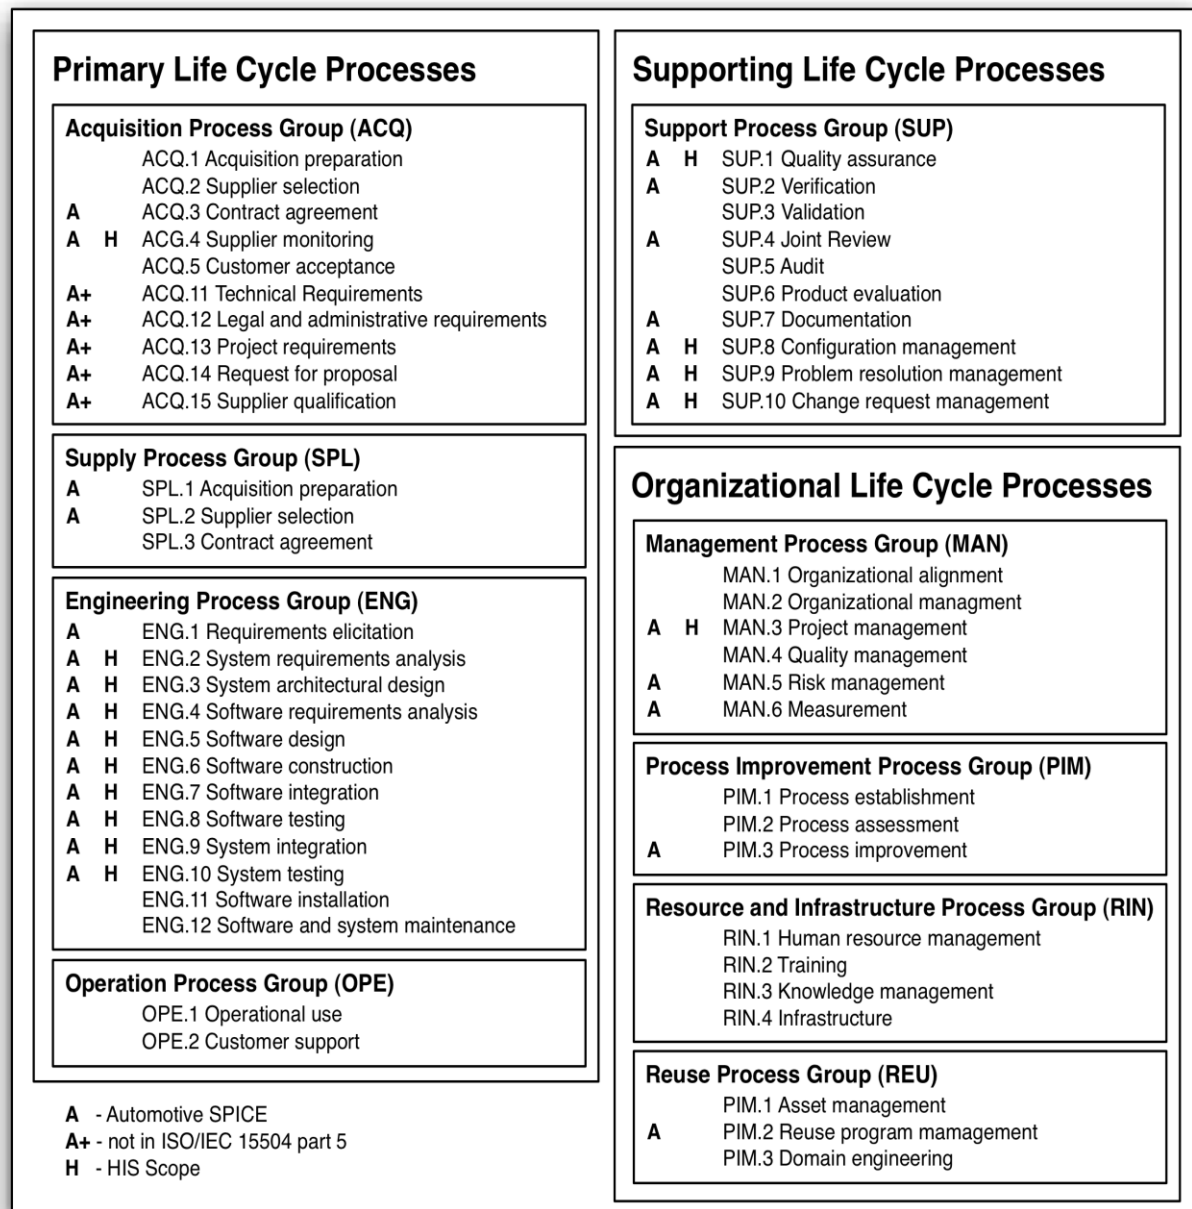 Primary Life Cycle Processes
Acquisition Process Group (ACQ)
ACQ.1 Acquisition preparation
ACQ.2 Supplier selection
A ACQ.3 Contract agreement
A H ACG.4 Supplier monitoring
ACQ.5 Customer acceptance
A+ ACQ.11 Technical Requirements
A+ ACQ.12 Legal and administrative requirements
A+ ACQ.13 Project requirements
A+ ACQ.14 Request for proposal
A+ ACQ.15 Supplier qualification
Supply Process Group (SPL)
A SPL.1 Acquisition preparation
A SPL.2 Supplier selection
SPL.3 Contract agreement
Engineering Process Group (ENG)
A ENG.1 Requirements elicitation
A H ENG.2 System requirements analysis
A H ENG.3 System architectural design
A H ENG.4 Software requirements analysis
A H ENG.5 Software design
A H ENG.6 Software construction
A H ENG.7 Software integration
A H ENG.8 Software testing
A H ENG.9 System integration
A H ENG.10 System testing
ENG.11 Software installation
ENG.12 Software and system maintenance
Operation Process Group (OPE)
OPE.1 Operational use
OPE.2 Customer support
A - Automotive SPICE
A+ - not in ISO/IEC 15504 part 5
H - HIS Scope
Supporting Life Cycle Processes
Support Process Group (SUP)
A H SUP.1 Quality assurance
A SUP.2 Verification
SUP.3 Validation
A SUP.4 Joint Review
SUP.5 Audit
SUP.6 Product evaluation
A SUP.7 Documentation
A H SUP.8 Configuration management
A H SUP.9 Problem resolution management
A H SUP.10 Change request management
Organizational Life Cycle Processes
Management Process Group (MAN)
MAN.1 Organizational alignment
MAN.2 Organizational managment
A H MAN.3 Project management
MAN.4 Quality management
A MAN.5 Risk management
A MAN.6 Measurement
Process Improvement Process Group (PIM)
PIM.1 Process establishment
PIM.2 Process assessment
A PIM.3 Process improvement
Resource and Infrastructure Process Group (RIN)
RIN.1 Human resource management
RIN.2 Training
RIN.3 Knowledge management
RIN.4 Infrastructure
Reuse Process Group (REU)
PIM.1 Asset management
A PIM.2 Reuse program mamagement
PIM.3 Domain engineering